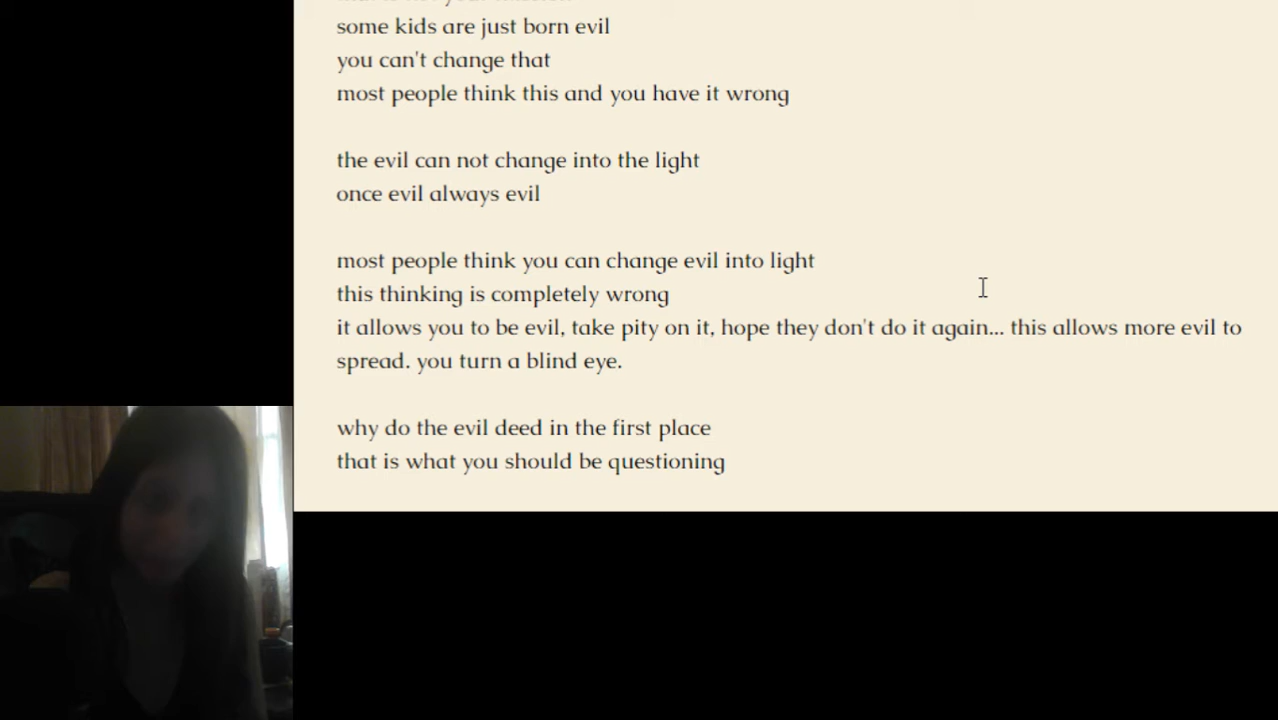 some kids are just born evil
you can't change that
most people think this and you have it wrong
the evil can not change into the light
once evil always evil
most people think you can change evil into light
this thinking is completely wrong
it allows you to be evil, take pity on it, hope they don't do it again... this allows more evil to
spread. you turn a blind eye.
why do the evil deed in the first place
that is what you should be questioning